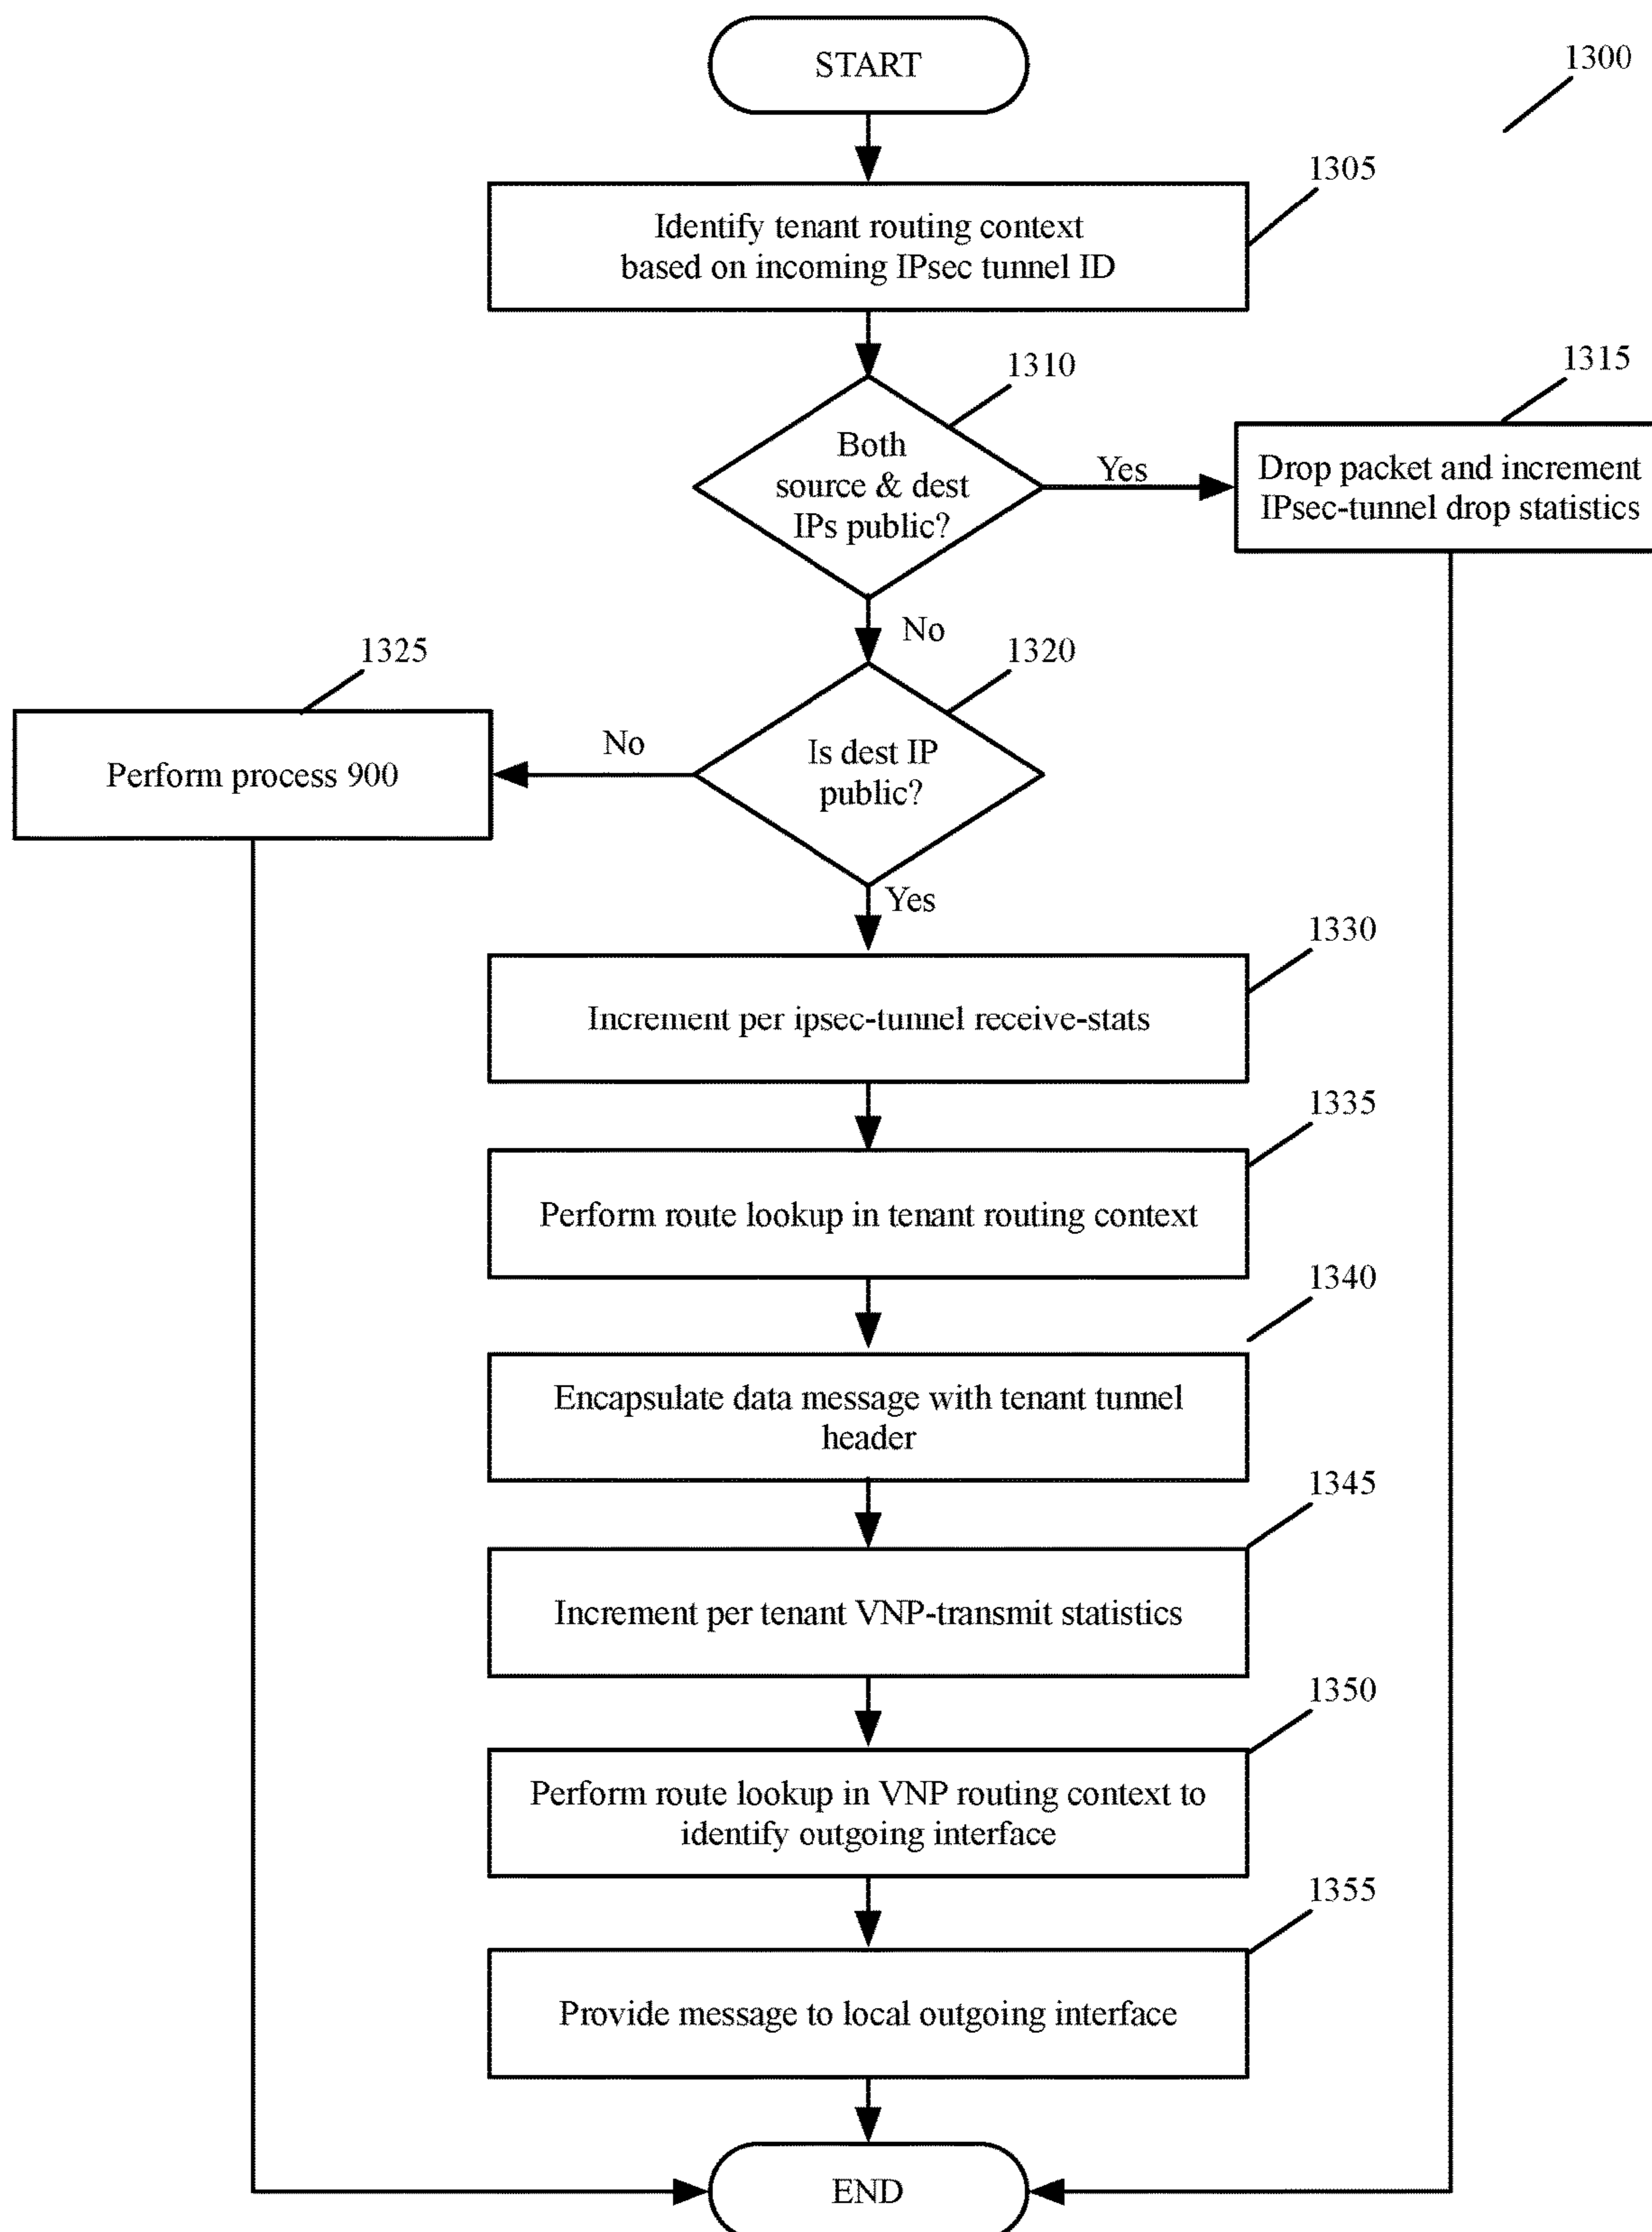 START
1300
1305
Identify tenant routing context
based on incoming IPsec tunnel ID
1310
1315
Both
source & dest
IPs public?
Yes
Drop packet and increment
IPsec-tunnel drop statistics
No
1320
1325
Is dest IP
public?
No
Perform process 900
Yes
1330
Increment per ipsec-tunnel receive-stats
1335
Perform route lookup in tenant routing context
1340
Encapsulate data message with tenant tunnel
header
1345
Increment per tenant VNP-transmit statistics
1350
Perform route lookup in VNP routing context to
identify outgoing interface
1355
Provide message to local outgoing interface
END